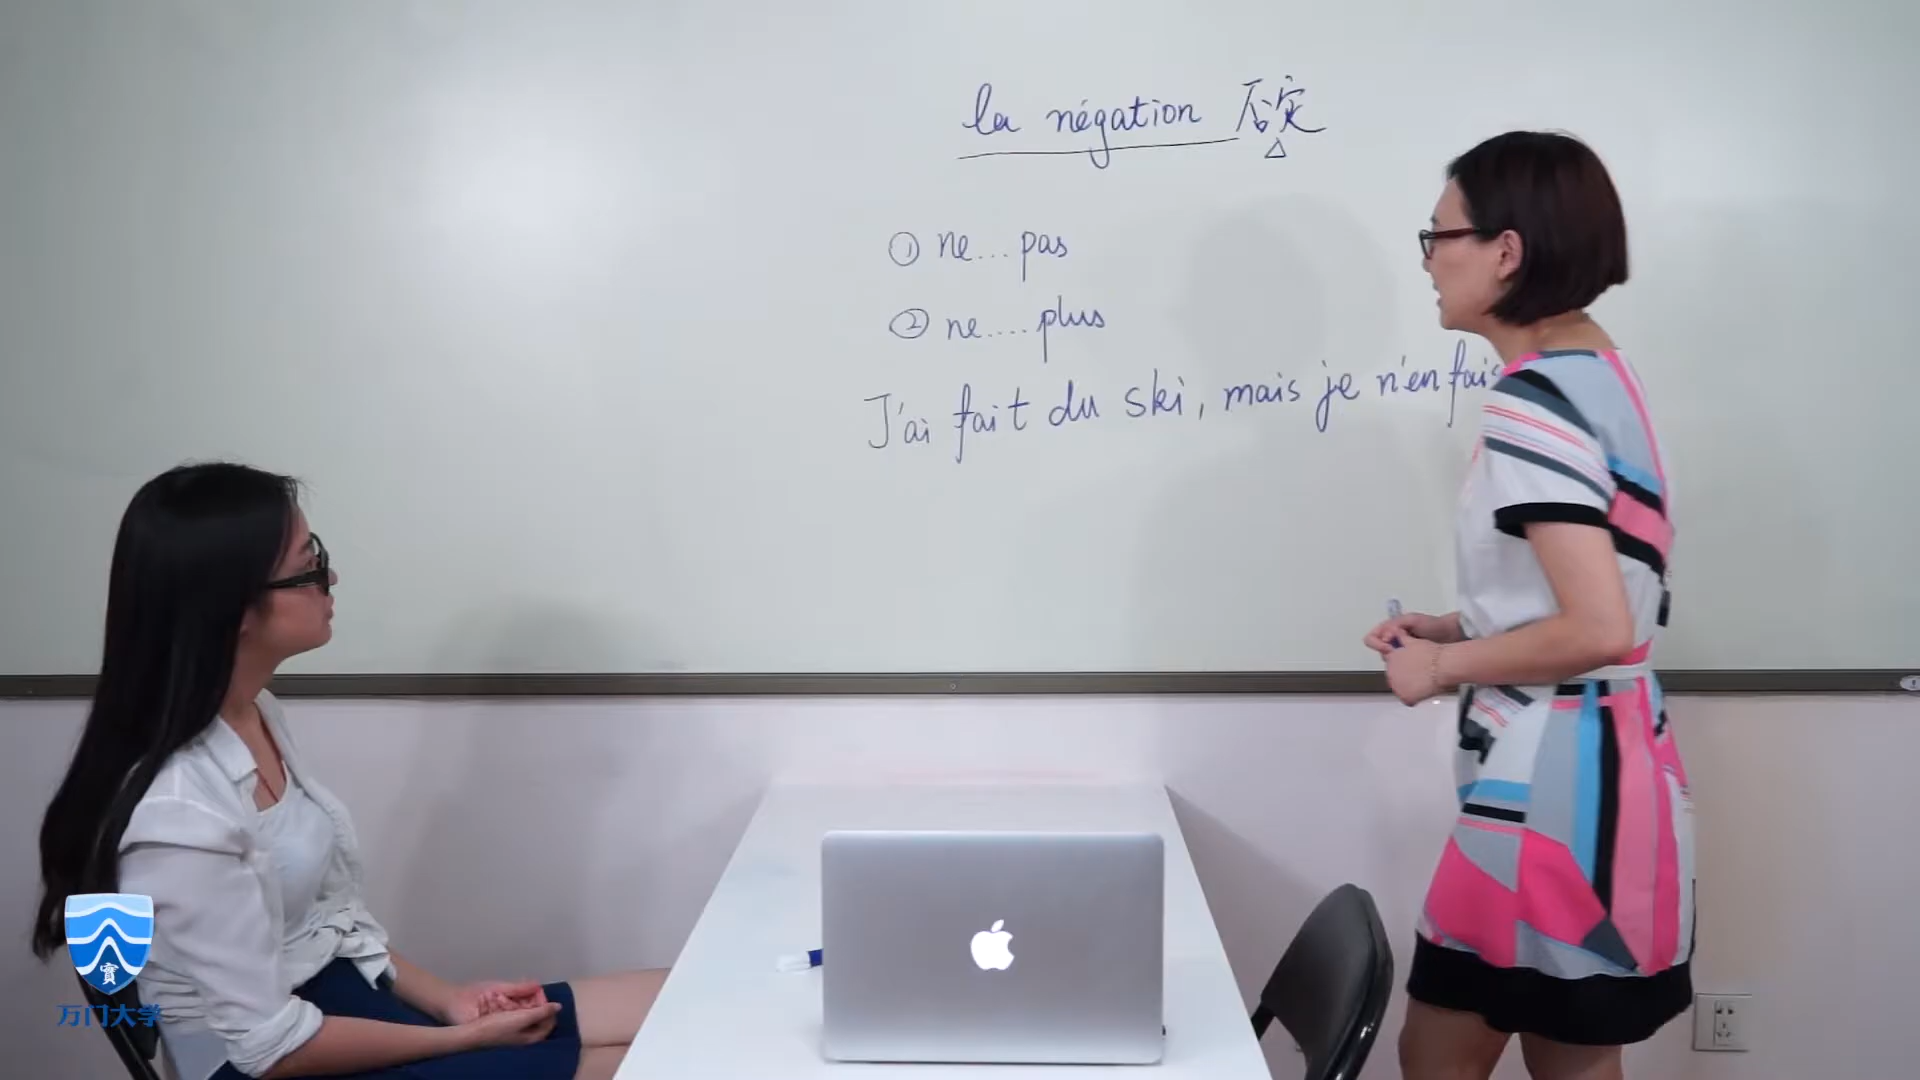 la négation 否定
① ne... pas
② ne.... plus
J'ai fait du ski, mais je n'en fais
實
万门大学